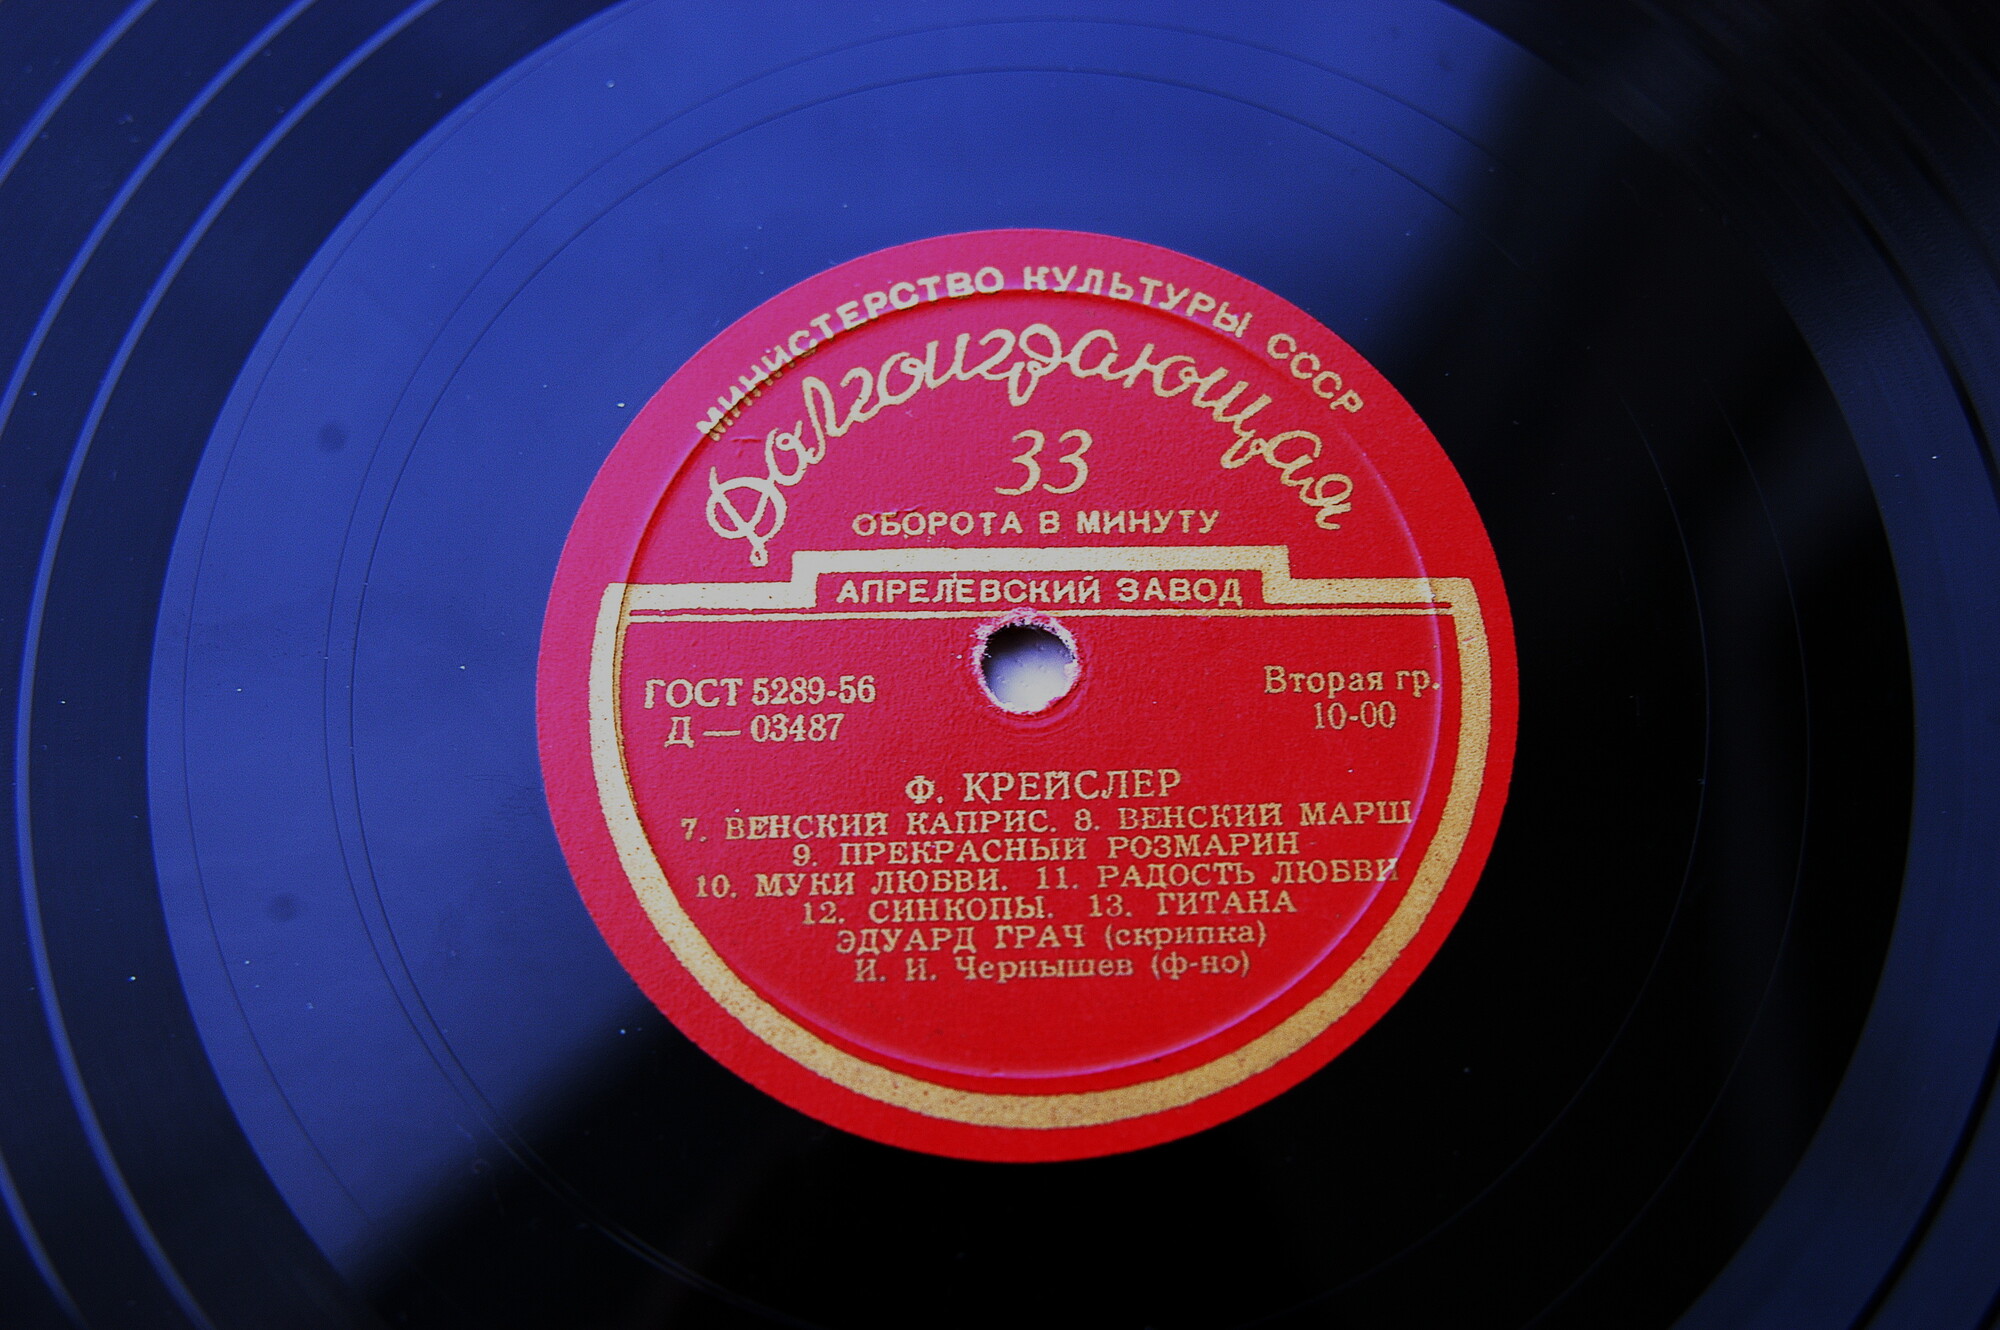 МИНИСТЕРСТВО КУЛЬТУРЫ СССР
Долгоиграющая
33
ОБОРОТА В МИНУТУ
АПРЕЛЕВСКИЙ ЗАВОД
ГОСТ 5289-56
Д — 03487
Вторая гр.
10-00
Ф. КРЕЙСЛЕР
7. ВЕНСКИЙ КАПРИС. 8. ВЕНСКИЙ МАРШ
9. ПРЕКРАСНЫЙ РОЗМАРИН
10. МУКИ ЛЮБВИ. 11. РАДОСТЬ ЛЮБВИ
12. СИНКОПЫ. 13. ГИТАНА
ЭДУАРД ГРАЧ (скрипка)
И. И. Чернышев (ф-но)